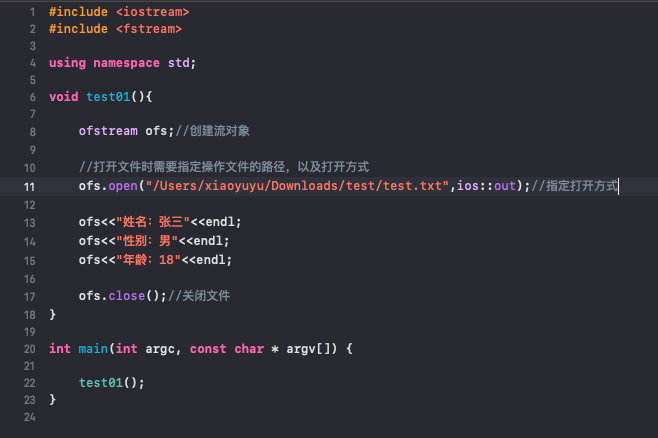 1 #include <iostream>
2 #include <fstream>
3
4 using namespace std;
5
6 void test01(){
7
8     ofstream ofs;//创建流对象
9
10     //打开文件时需要指定操作文件的路径，以及打开方式
11     ofs.open("/Users/xiaoyuyu/Downloads/test/test.txt",ios::out);//指定打开方式
12
13     ofs<<"姓名：张三"<<endl;
14     ofs<<"性别：男"<<endl;
15     ofs<<"年龄：18"<<endl;
16
17     ofs.close();//关闭文件
18 }
19
20 int main(int argc, const char * argv[]) {
21
22     test01();
23 }
24